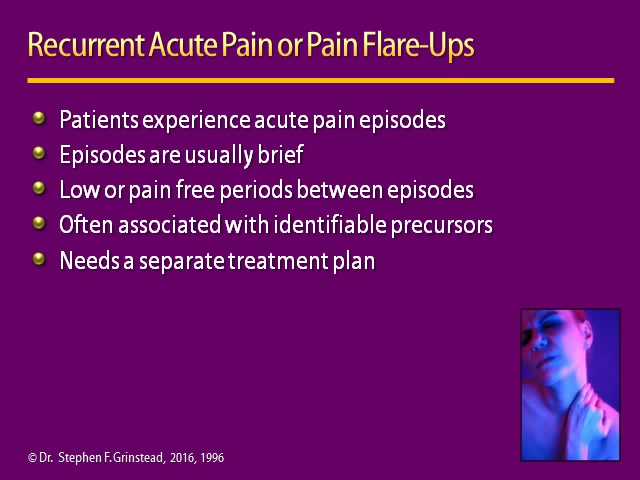 Recurrent Acute Pain or Pain Flare-Ups
Patients experience acute pain episodes
Episodes are usually brief
Low or pain free periods between episodes
Often associated with identifiable precursors
Needs a separate treatment plan
© Dr. Stephen F. Grinstead, 2016, 1996